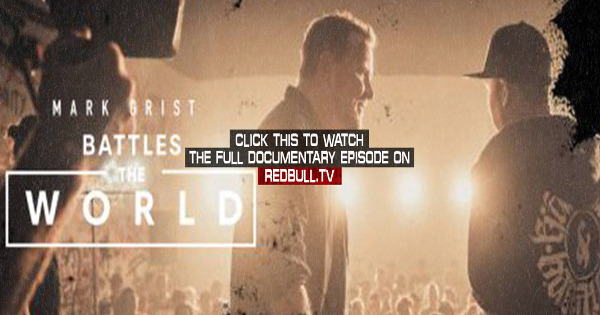 MARK GRIST
BATTLES
THE
WORLD
CLICK THIS TO WATCH
THE FULL DOCUMENTARY EPISODE ON
REDBULL.TV